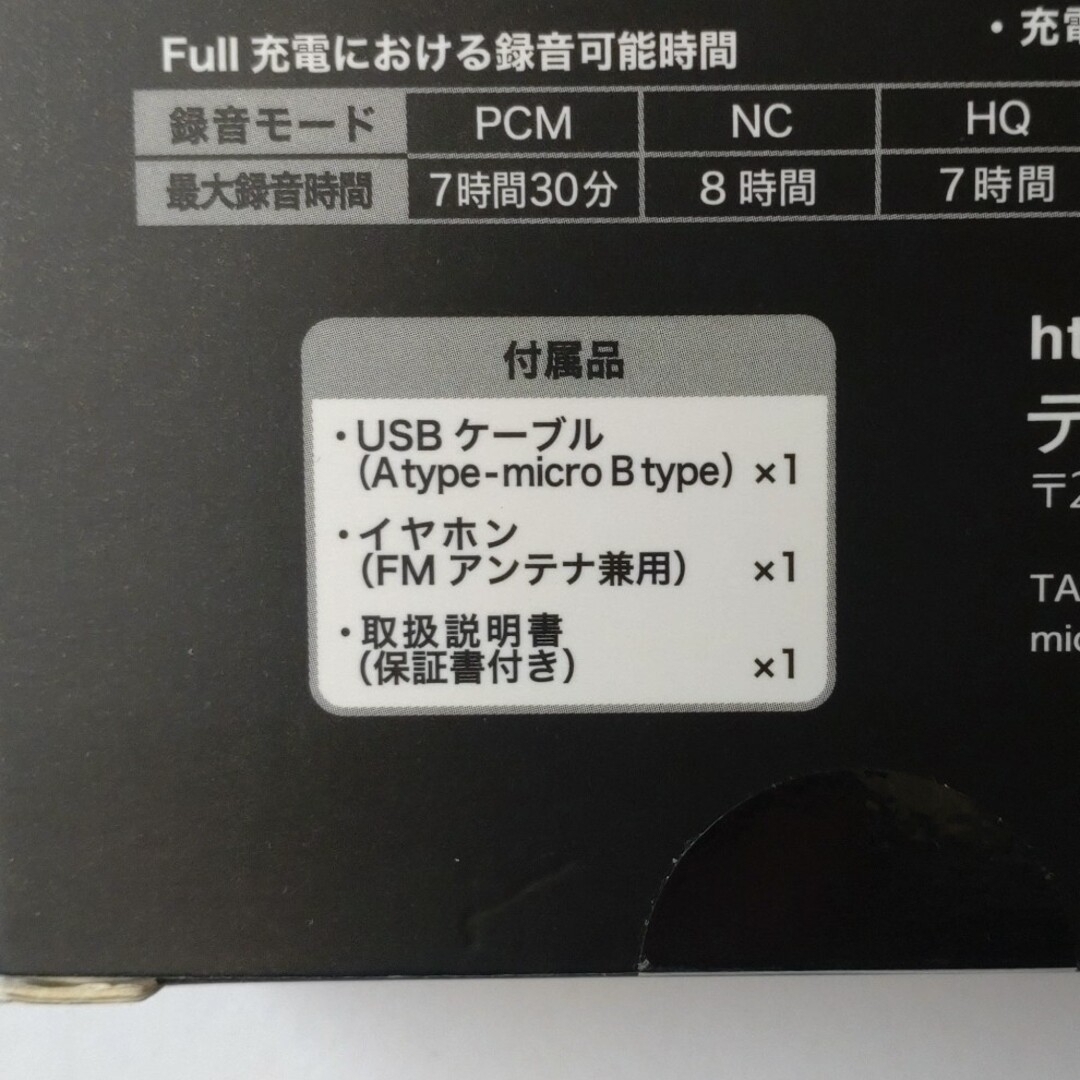 Full 充電における録音可能時間
・充電
録音モード PCM NC HQ
最大録音時間 7時間30分 8時間 7時間
付属品
・USB ケーブル
(A type-micro B type) ×1
・イヤホン
(FM アンテナ兼用) ×1
・取扱説明書
(保証書付き) ×1
ht
テ
〒2
TA
mic